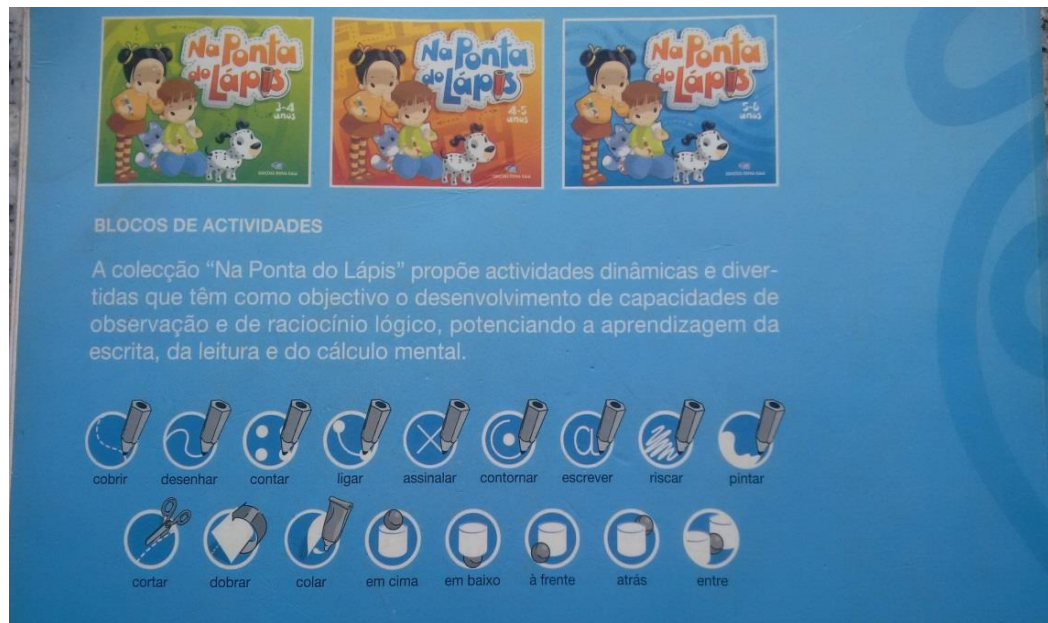 Na Ponta
do Lápis
3-4
anos
Na Ponta
do Lápis
4-5
anos
Na Ponta
do Lápis
5-6
anos
BLOCOS DE ACTIVIDADES
A colecção “Na Ponta do Lápis” propõe actividades dinâmicas e diver-
tidas que têm como objectivo o desenvolvimento de capacidades de
observação e de raciocínio lógico, potenciando a aprendizagem da
escrita, da leitura e do cálculo mental.
cobrir desenhar contar ligar assinalar contornar escrever riscar pintar
cortar dobrar colar em cima em baixo à frente atrás entre